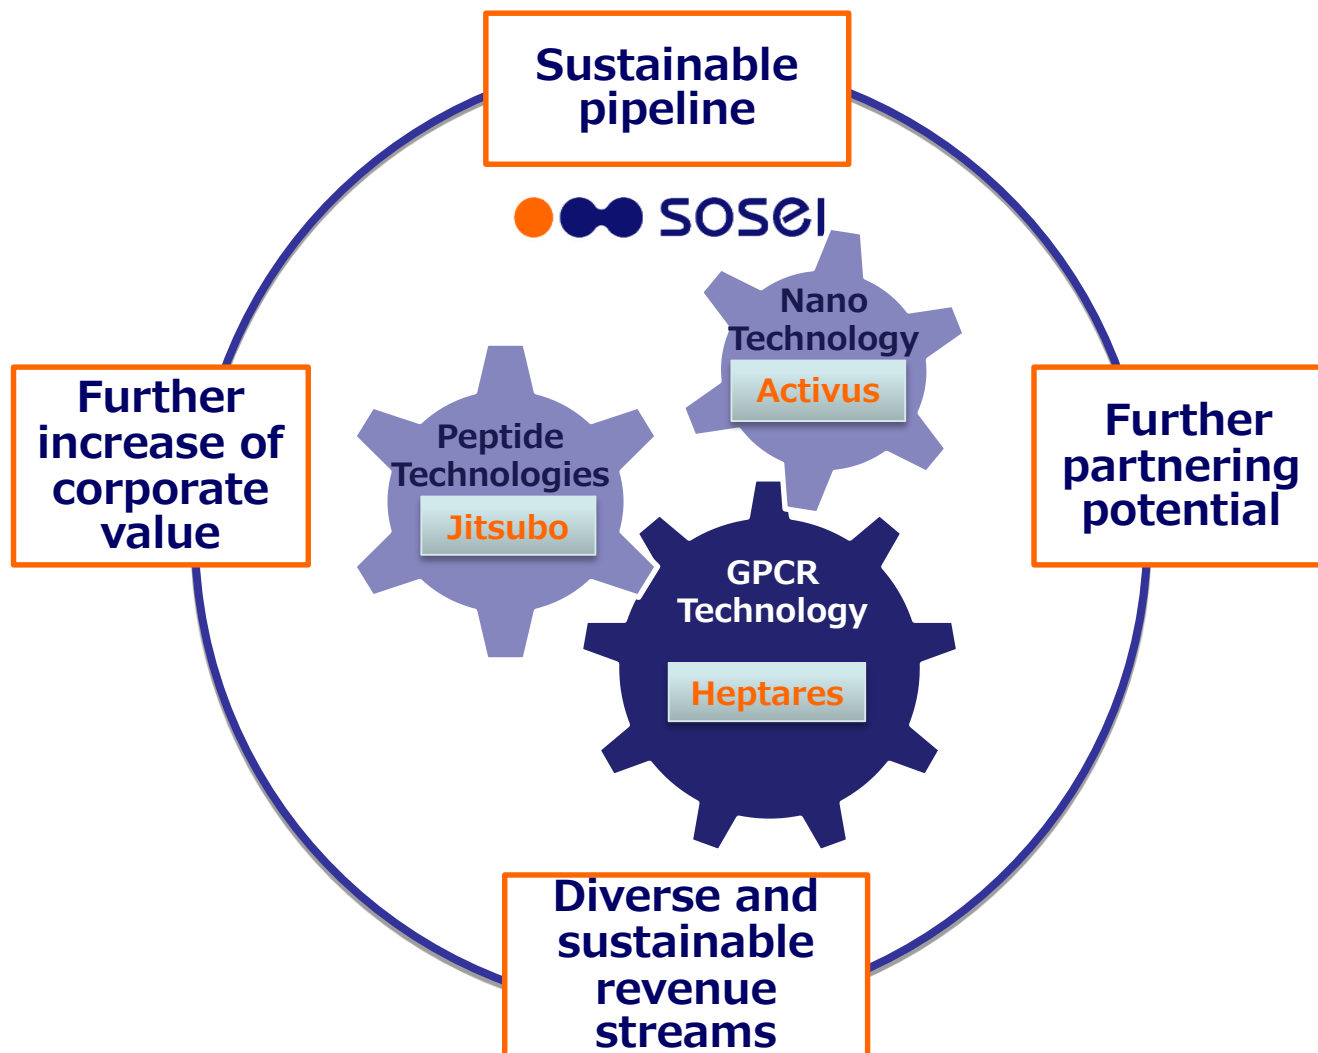 Sustainable
pipeline
sosei
Nano
Technology
Activus
Further
increase of
corporate
value
Peptide
Technologies
Jitsubo
Further
partnering
potential
GPCR
Technology
Heptares
Diverse and
sustainable
revenue
streams